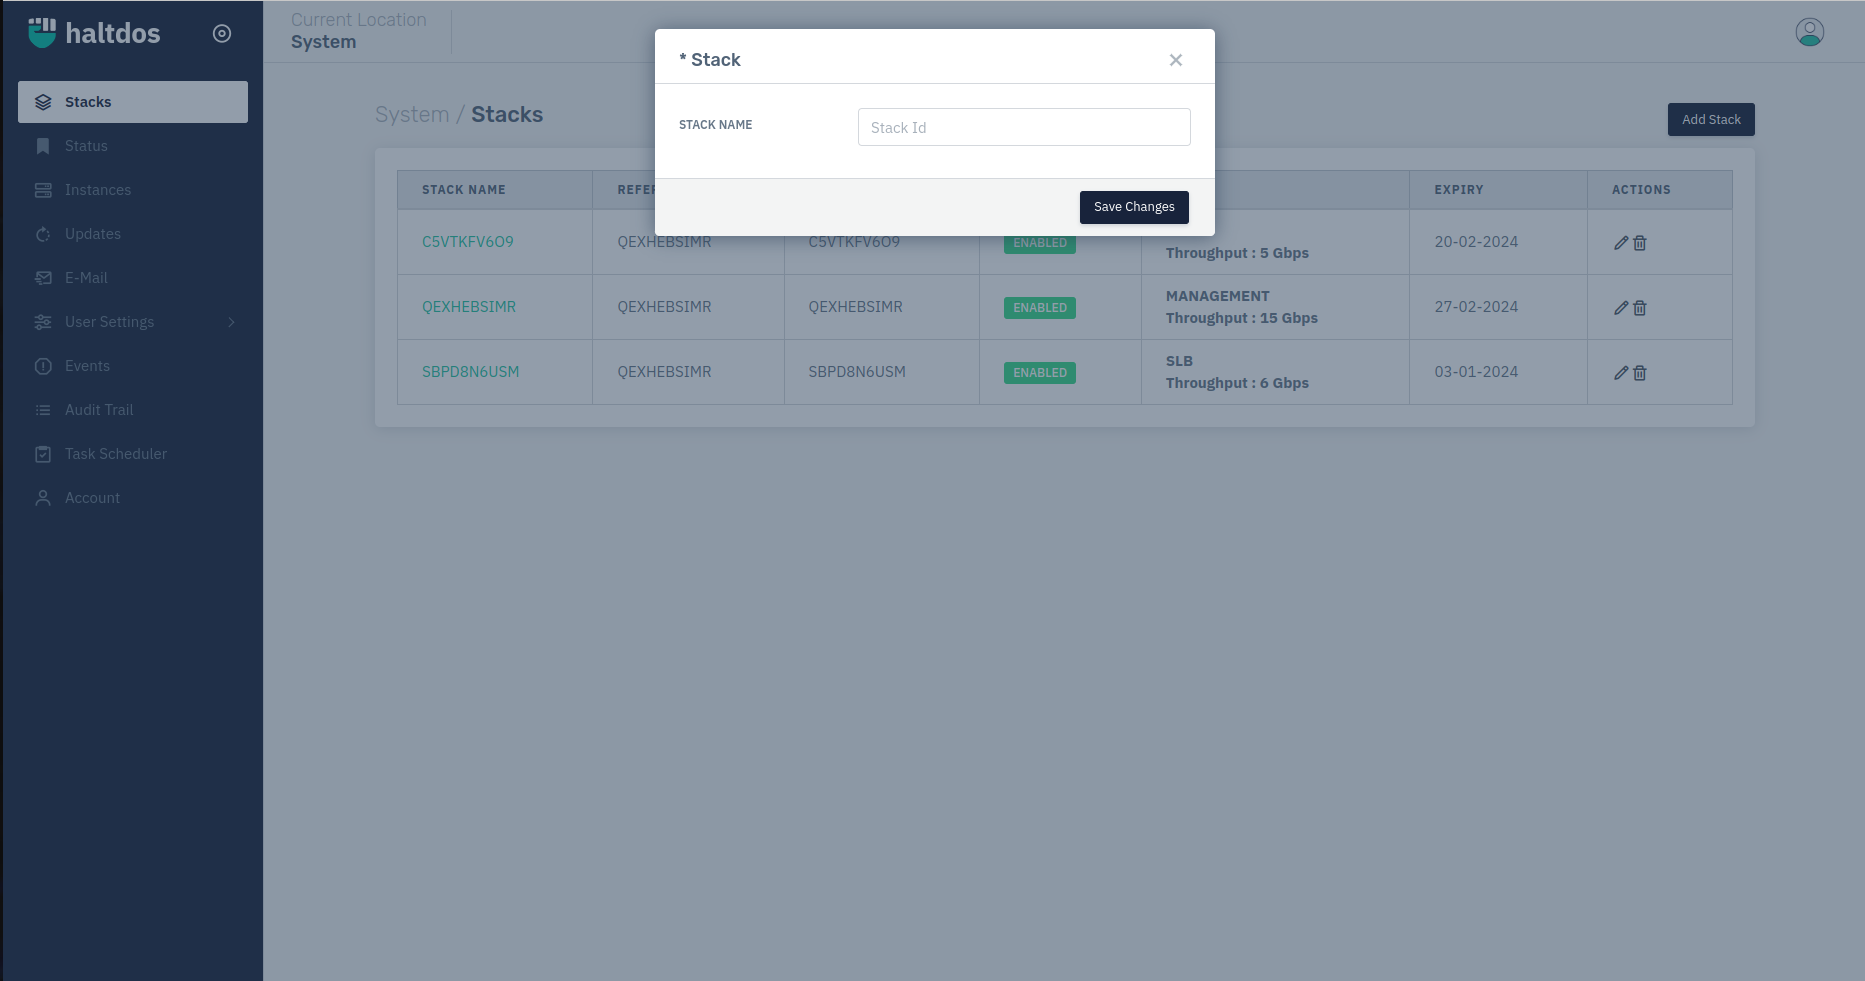 haltdos
Current Location
System
Stacks
Status
Instances
Updates
E-Mail
User Settings
Events
Audit Trail
Task Scheduler
Account
* Stack
STACK NAME
Stack Id
Save Changes
System / Stacks
Add Stack
STACK NAME EXPIRY ACTIONS
C5VTKFV6O9 QEXHEBSIMR C5VTKFV6O9 ENABLED Throughput : 5 Gbps 20-02-2024
QEXHEBSIMR QEXHEBSIMR QEXHEBSIMR ENABLED MANAGEMENT
Throughput : 15 Gbps 27-02-2024
SBPD8N6USM QEXHEBSIMR SBPD8N6USM ENABLED SLB
Throughput : 6 Gbps 03-01-2024